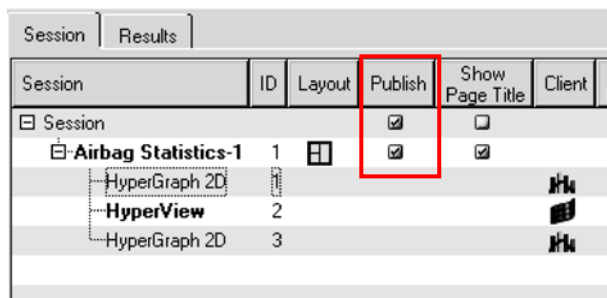 Session Results
Session ID Layout Publish Show Page Title Client
Session
Airbag Statistics-1 1
HyperGraph 2D 1
HyperView 2
HyperGraph 2D 3